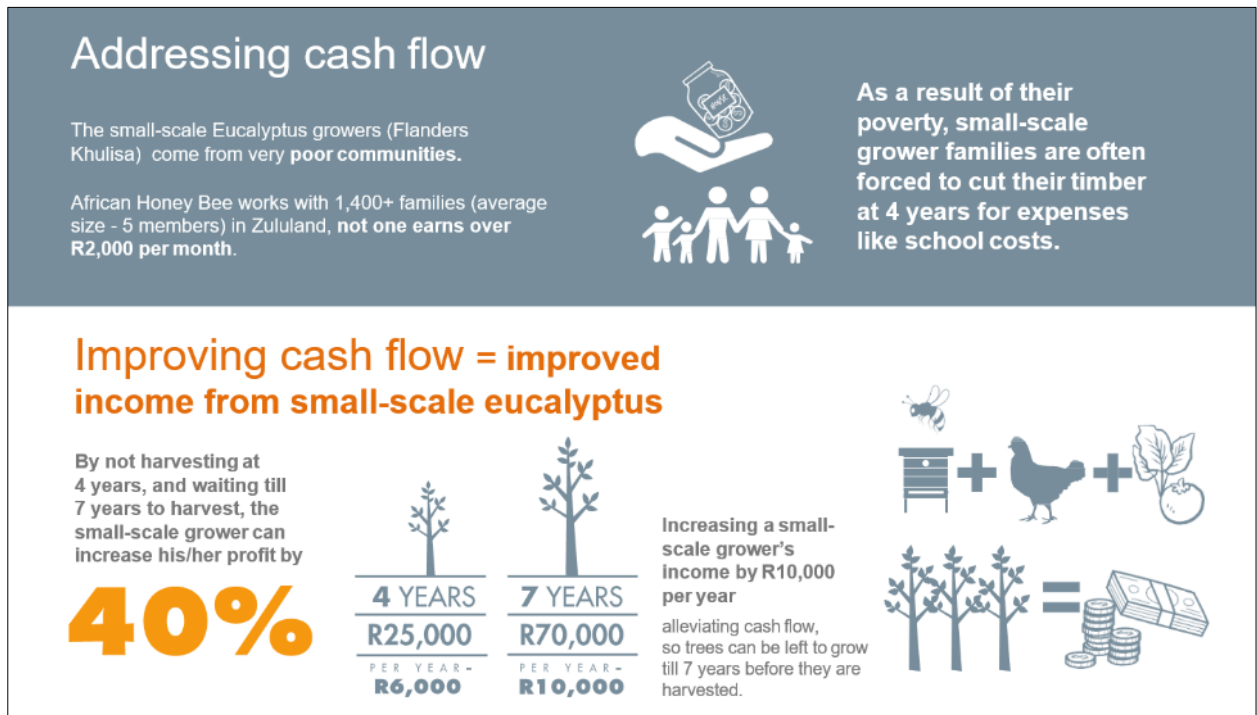 Addressing cash flow
The small-scale Eucalyptus growers (Flanders
Khulisa) come from very poor communities.
African Honey Bee works with 1,400+ families (average
size - 5 members) in Zululand, not one earns over
R2,000 per month.
As a result of their
poverty, small-scale
grower families are often
forced to cut their timber
at 4 years for expenses
like school costs.
Improving cash flow = improved
income from small-scale eucalyptus
By not harvesting at
4 years, and waiting till
7 years to harvest, the
small-scale grower can
increase his/her profit by
40%
4 YEARS
R25,000
PER YEAR-
R6,000
7 YEARS
R70,000
PER YEAR-
R10,000
Increasing a small-
scale grower's
income by R10,000
per year
alleviating cash flow,
so trees can be left to grow
till 7 years before they are
harvested.